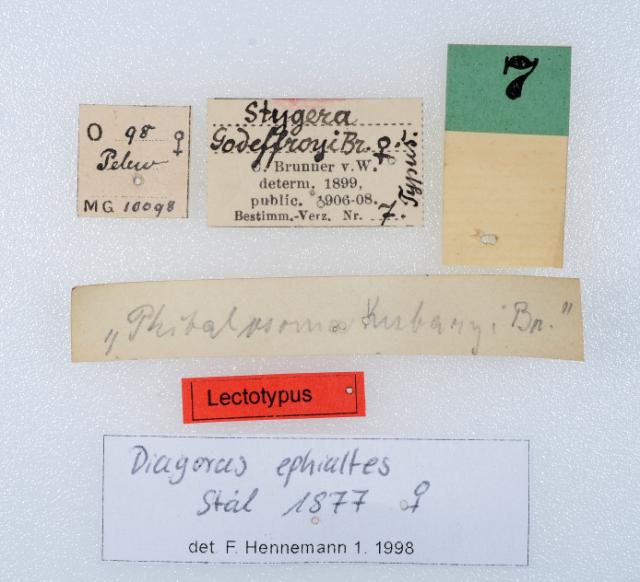 O 98 ♀
Pelew
MG 10098
Stygera
Godeffroyi Br. ♀.
C. Brunner v. W.
determ. 1899,
public. 1906-08.
Bestimm.-Verz. Nr. 7.
Typus.
7
„Phibalosoma Kubaryi Br.”
Lectotypus
Diagoras ephialtes
Stål 1877 ♀
det. F. Hennemann 1. 1998